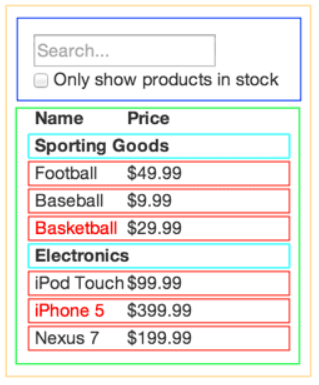 Search...
Only show products in stock
Name Price
Sporting Goods
Football $49.99
Baseball $9.99
Basketball $29.99
Electronics
iPod Touch $99.99
iPhone 5 $399.99
Nexus 7 $199.99